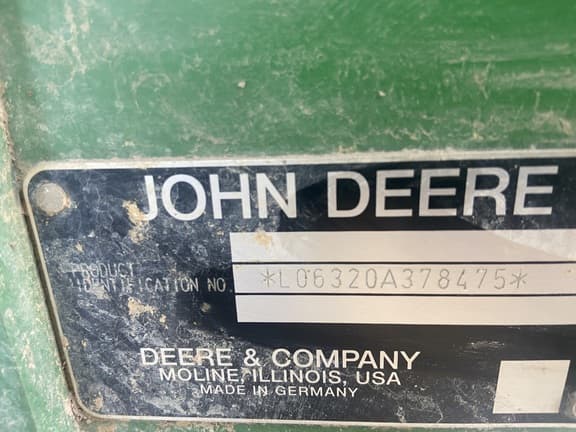 JOHN DEERE
PRODUCT
IDENTIFICATION NO.
*L06320A378475*
DEERE & COMPANY
MOLINE, ILLINOIS, USA
MADE IN GERMANY